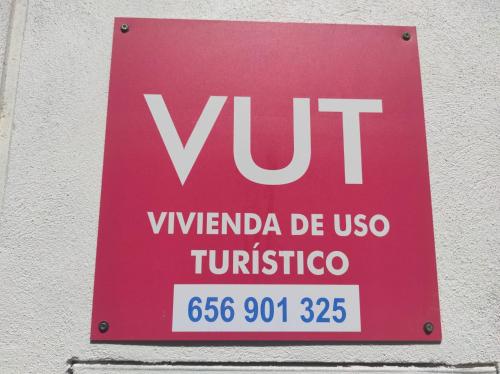 VUT
VIVIENDA DE USO
TURÍSTICO
656 901 325